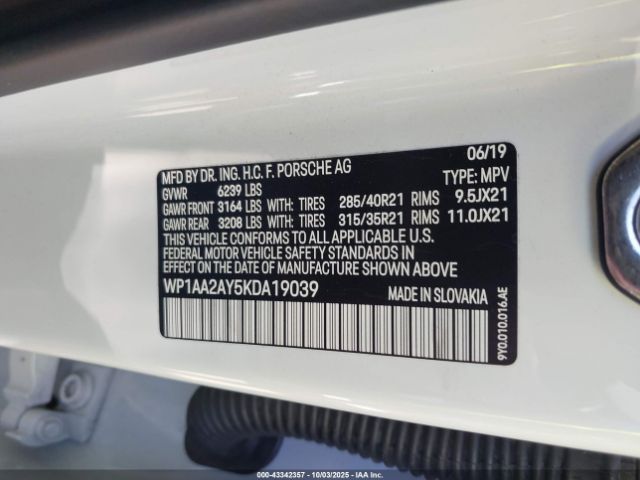 MFD BY DR. ING. H.C. F. PORSCHE AG 06/19
GVWR 6239 LBS TYPE: MPV
GAWR FRONT 3164 LBS WITH: TIRES 285/40R21 RIMS 9.5JX21
GAWR REAR 3208 LBS WITH: TIRES 315/35R21 RIMS 11.0JX21
THIS VEHICLE CONFORMS TO ALL APPLICABLE U.S.
FEDERAL MOTOR VEHICLE SAFETY STANDARDS IN
EFFECT ON THE DATE OF MANUFACTURE SHOWN ABOVE
WP1AA2AY5KDA19039 MADE IN SLOVAKIA
9Y0.010.016.AE
000-43342357 10/03/2025 IAA Inc.